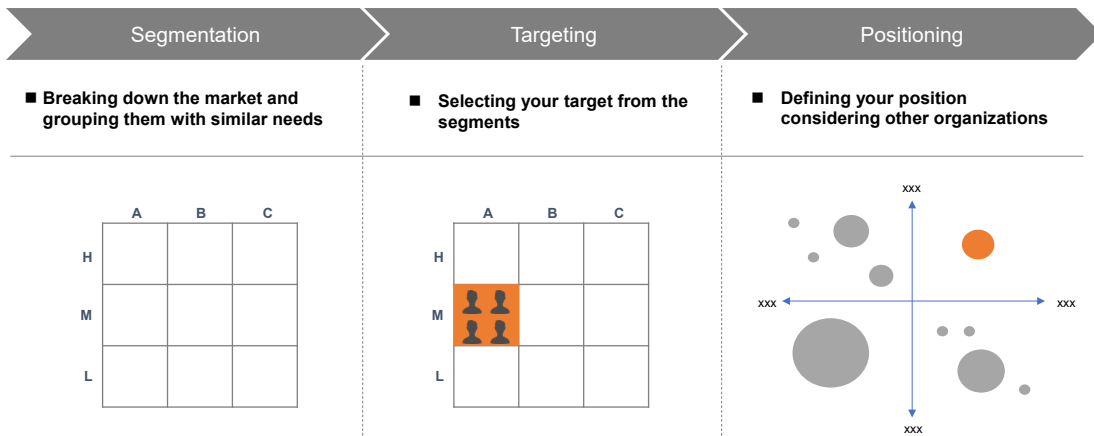 Segmentation
Targeting
Positioning
■ Breaking down the market and
grouping them with similar needs
■ Selecting your target from the
segments
■ Defining your position
considering other organizations
A B C
H
M
L
A B C
H
M
L
xxx
xxx
xxx
xxx